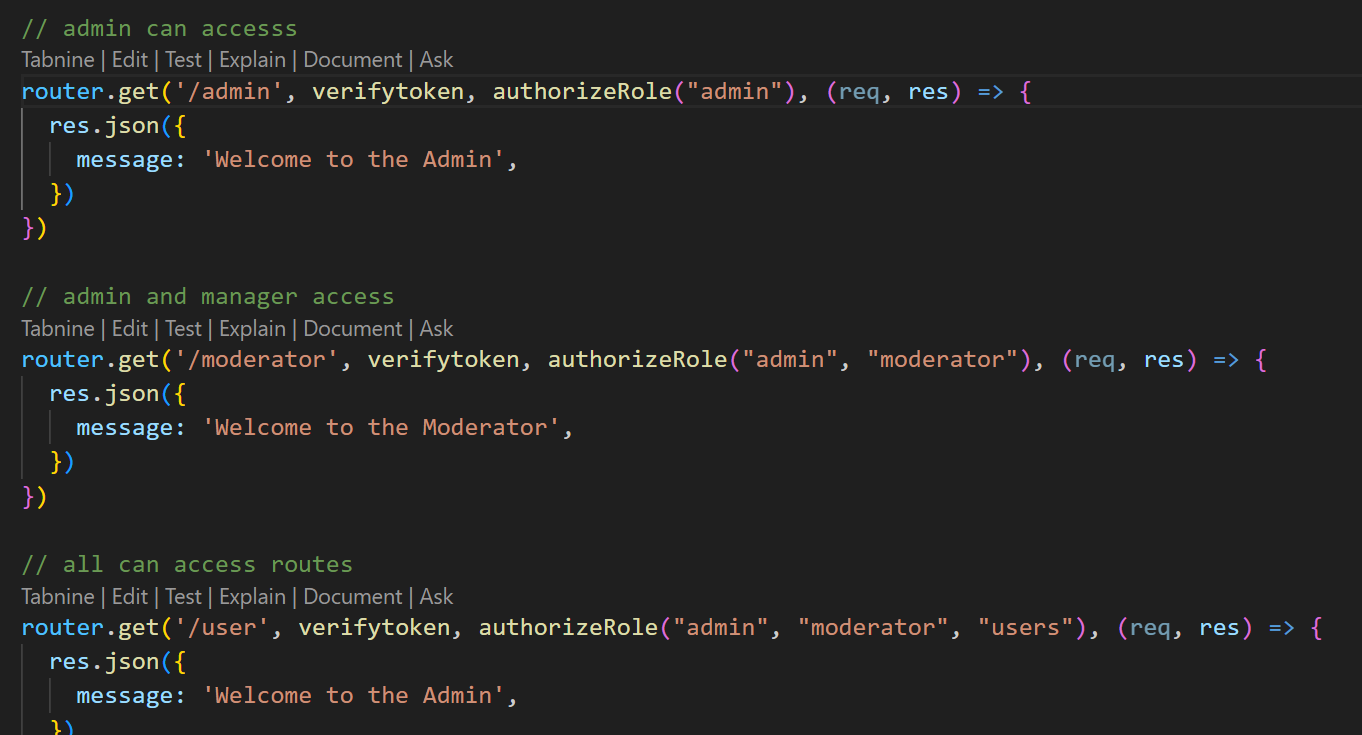 // admin can accesss
Tabnine | Edit | Test | Explain | Document | Ask
router.get('/admin', verifytoken, authorizeRole("admin"), (req, res) => {
  res.json({
    message: 'Welcome to the Admin',
  })
})

// admin and manager access
Tabnine | Edit | Test | Explain | Document | Ask
router.get('/moderator', verifytoken, authorizeRole("admin", "moderator"), (req, res) => {
  res.json({
    message: 'Welcome to the Moderator',
  })
})

// all can access routes
Tabnine | Edit | Test | Explain | Document | Ask
router.get('/user', verifytoken, authorizeRole("admin", "moderator", "users"), (req, res) => {
  res.json({
    message: 'Welcome to the Admin',
  })